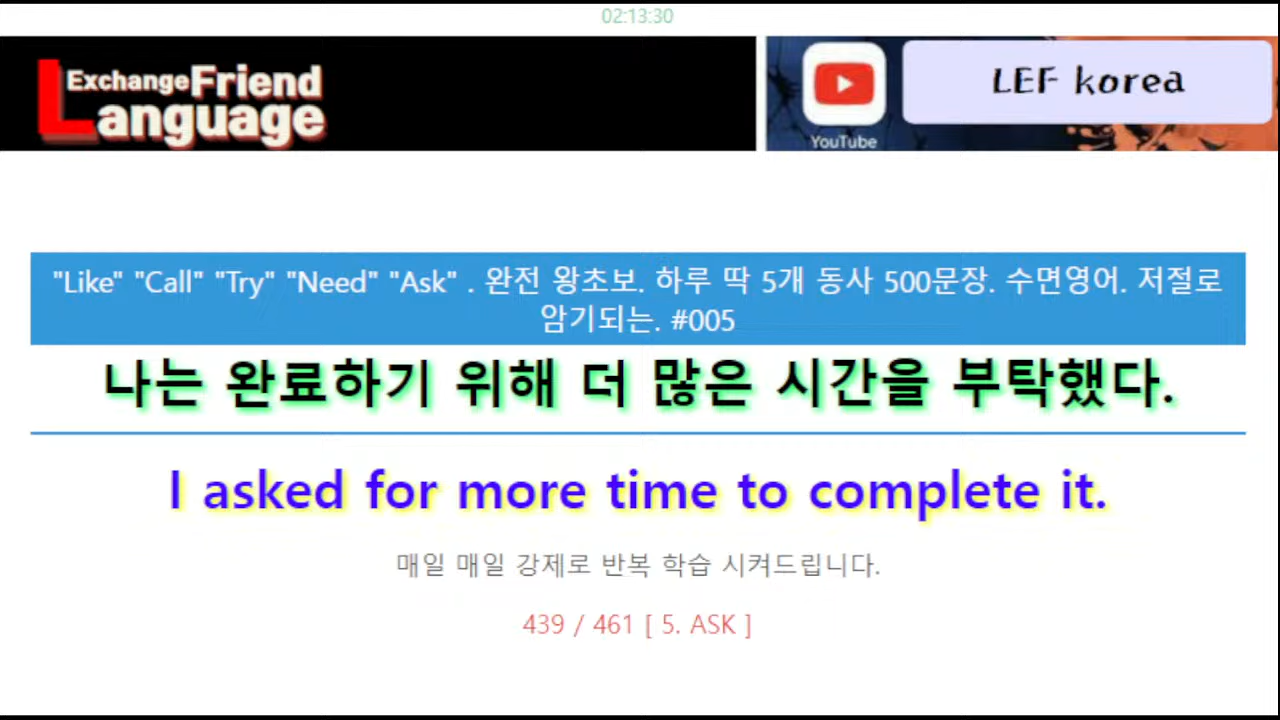 02:13:30
ExchangeFriend
Language
YouTube
LEF korea
"Like" "Call" "Try" "Need" "Ask" . 완전 왕초보. 하루 딱 5개 동사 500문장. 수면영어. 저절로
암기되는. #005
나는 완료하기 위해 더 많은 시간을 부탁했다.
I asked for more time to complete it.
매일 매일 강제로 반복 학습 시켜드립니다.
439 / 461 [ 5. ASK ]